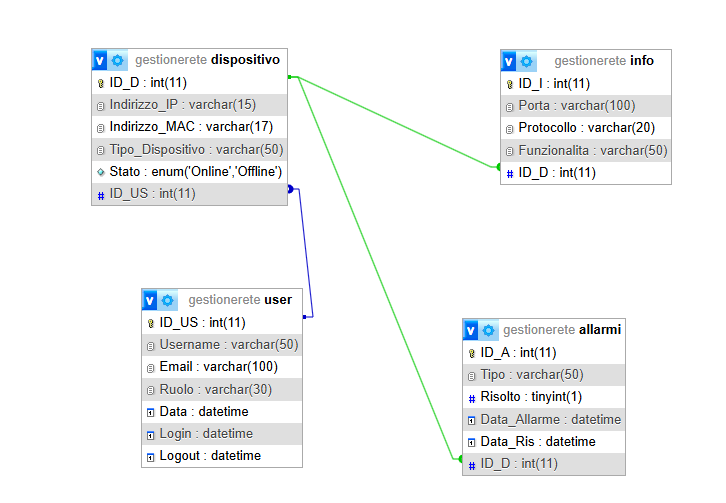 gestionerete dispositivo
ID_D : int(11)
Indirizzo_IP : varchar(15)
Indirizzo_MAC : varchar(17)
Tipo_Dispositivo : varchar(50)
Stato : enum('Online','Offline')
ID_US : int(11)
gestionerete info
ID_I : int(11)
Porta : varchar(100)
Protocollo : varchar(20)
Funzionalita : varchar(50)
ID_D : int(11)
gestionerete user
ID_US : int(11)
Username : varchar(50)
Email : varchar(100)
Ruolo : varchar(30)
Data : datetime
Login : datetime
Logout : datetime
gestionerete allarmi
ID_A : int(11)
Tipo : varchar(50)
Risolto : tinyint(1)
Data_Allarme : datetime
Data_Ris : datetime
ID_D : int(11)